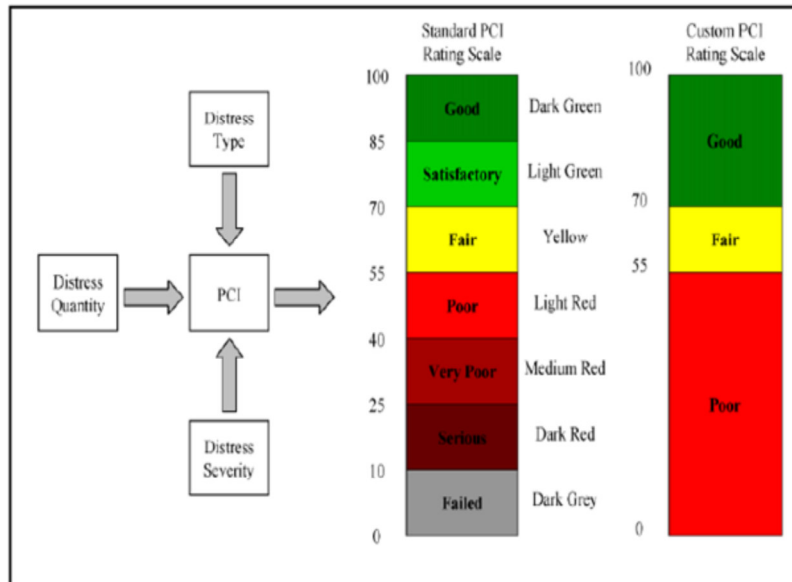 Standard PCI
Rating Scale
Custom PCI
Rating Scale
Distress
Type
Distress
Quantity
PCI
Distress
Severity
100
Good
Dark Green
85
Satisfactory
Light Green
70
Fair
Yellow
55
Poor
Light Red
40
Very Poor
Medium Red
25
Serious
Dark Red
10
Failed
Dark Grey
0
100
Good
70
Fair
55
Poor
0